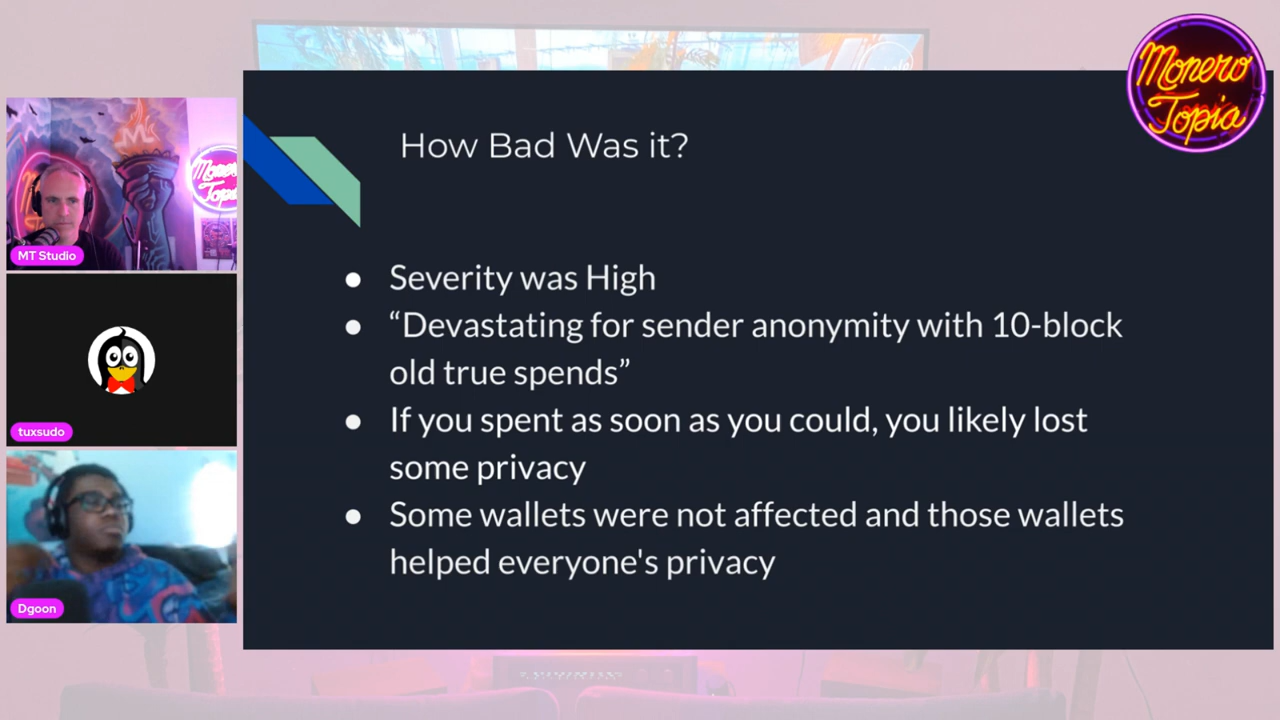 Monero
Topia
How Bad Was it?
● Severity was High
● “Devastating for sender anonymity with 10-block
old true spends”
● If you spent as soon as you could, you likely lost
some privacy
● Some wallets were not affected and those wallets
helped everyone's privacy
MT Studio
tuxsudo
Dgoon